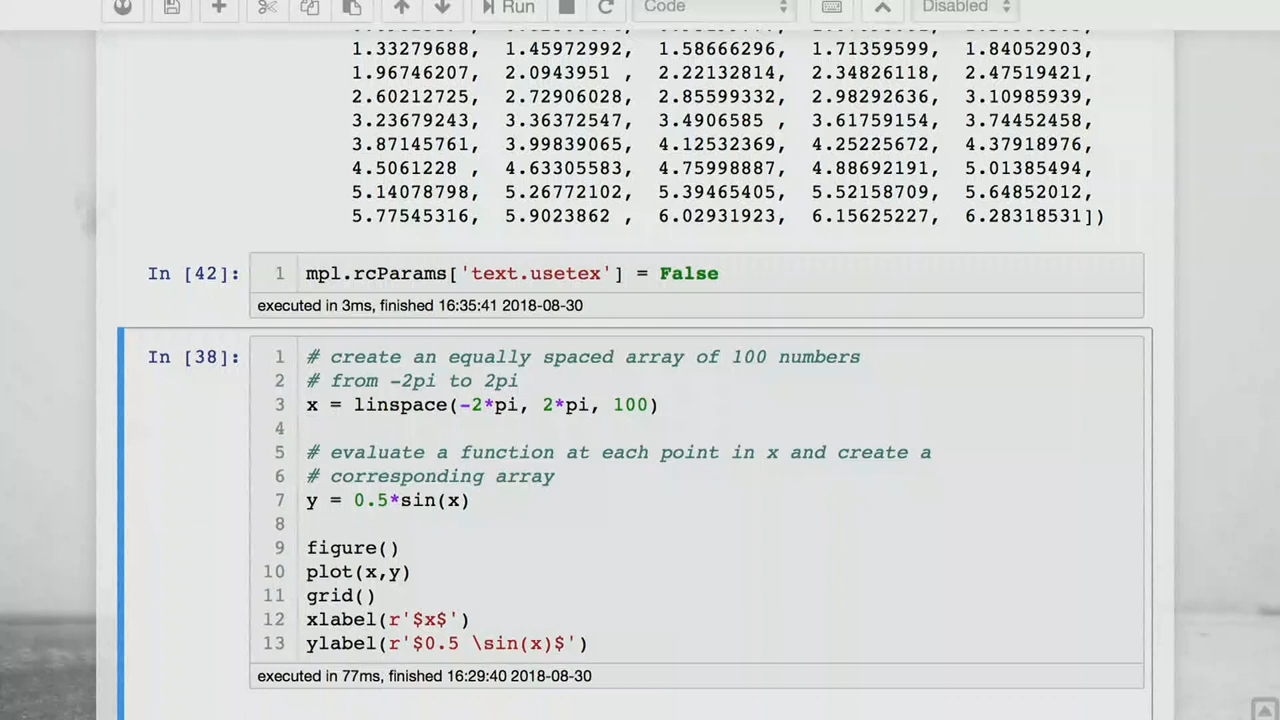 Run
Code
Disabled
1.33279688, 1.45972992, 1.58666296, 1.71359599, 1.84052903,
1.96746207, 2.0943951 , 2.22132814, 2.34826118, 2.47519421,
2.60212725, 2.72906028, 2.85599332, 2.98292636, 3.10985939,
3.23679243, 3.36372547, 3.4906585 , 3.61759154, 3.74452458,
3.87145761, 3.99839065, 4.12532369, 4.25225672, 4.37918976,
4.5061228 , 4.63305583, 4.75998887, 4.88692191, 5.01385494,
5.14078798, 5.26772102, 5.39465405, 5.52158709, 5.64852012,
5.77545316, 5.9023862 , 6.02931923, 6.15625227, 6.28318531])
In [42]: 1 mpl.rcParams['text.usetex'] = False
executed in 3ms, finished 16:35:41 2018-08-30
In [38]: 1 # create an equally spaced array of 100 numbers
2 # from -2pi to 2pi
3 x = linspace(-2*pi, 2*pi, 100)
4
5 # evaluate a function at each point in x and create a
6 # corresponding array
7 y = 0.5*sin(x)
8
9 figure()
10 plot(x,y)
11 grid()
12 xlabel(r'$x$')
13 ylabel(r'$0.5 \sin(x)$')
executed in 77ms, finished 16:29:40 2018-08-30